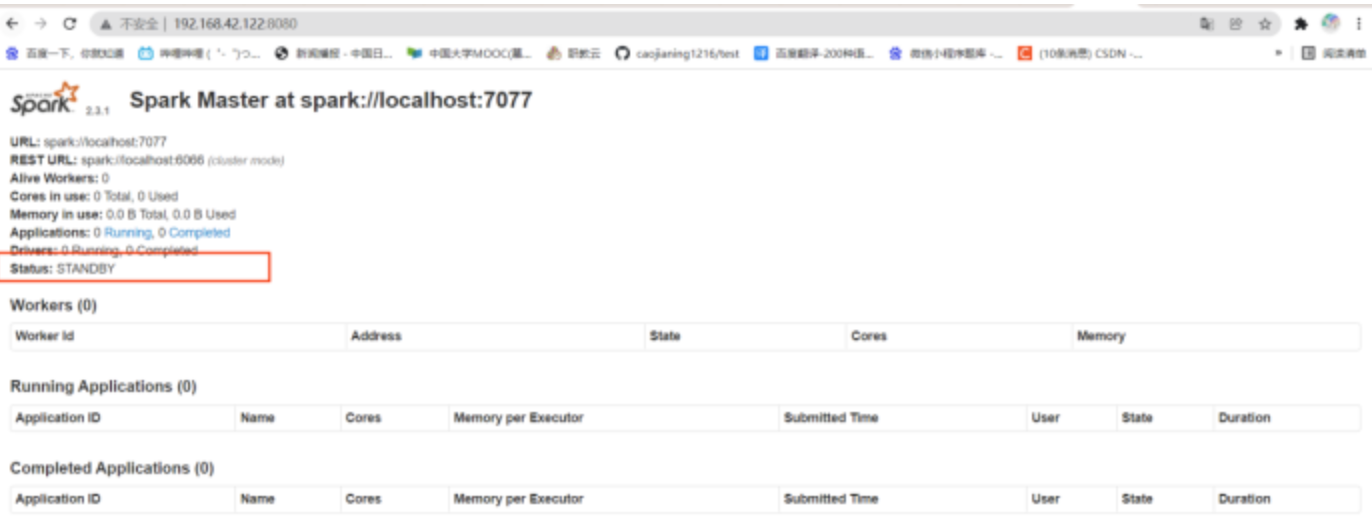 不安全 | 192.168.42.122:8080
百度一下，你就知道 哔哩哔哩 ( ゜- ゜)つ... 新闻播报 - 中国日... 中国大学MOOC(慕... 职教云 caojianing1216/test 百度翻译-200种语... 微信小程序题库 -... (10条消息) CSDN -... » 阅读清单
Spark 2.3.1 Spark Master at spark://localhost:7077
URL: spark://localhost:7077
REST URL: spark://localhost:6066 (cluster mode)
Alive Workers: 0
Cores in use: 0 Total, 0 Used
Memory in use: 0.0 B Total, 0.0 B Used
Applications: 0 Running, 0 Completed
Drivers: 0 Running, 0 Completed
Status: STANDBY
Workers (0)
Worker Id Address State Cores Memory
Running Applications (0)
Application ID Name Cores Memory per Executor Submitted Time User State Duration
Completed Applications (0)
Application ID Name Cores Memory per Executor Submitted Time User State Duration